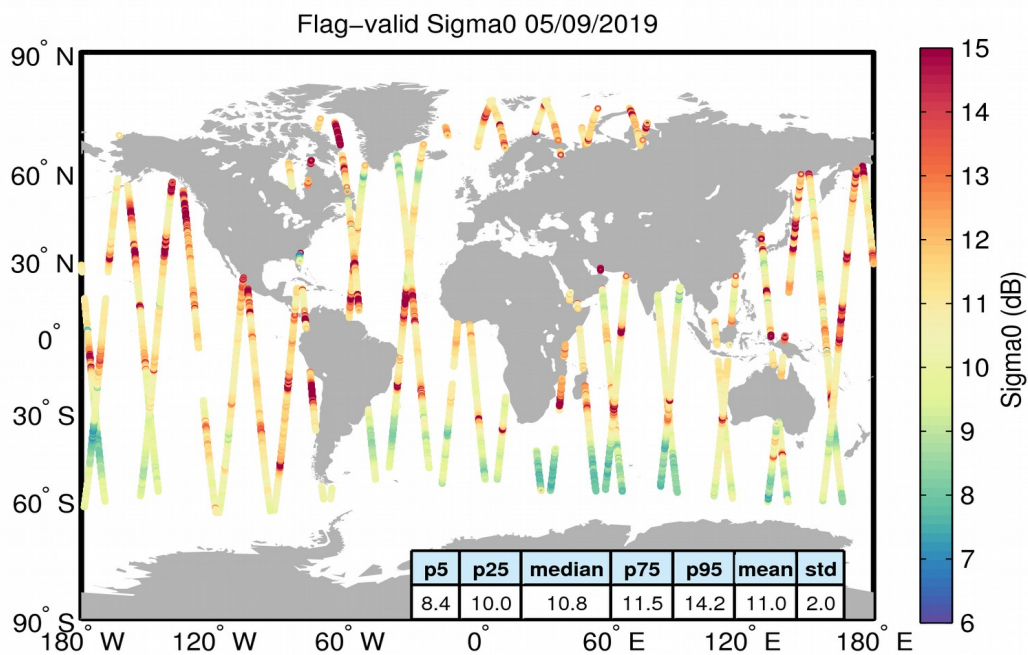 Flag-valid Sigma0 05/09/2019
90° N
60° N
30° N
0°
30° S
60° S
90° S
180° W
120° W
60° W
0°
60° E
120° E
180° E
15
14
13
12
11
10
9
8
7
6
Sigma0 (dB)
p5 p25 median p75 p95 mean std
8.4 10.0 10.8 11.5 14.2 11.0 2.0